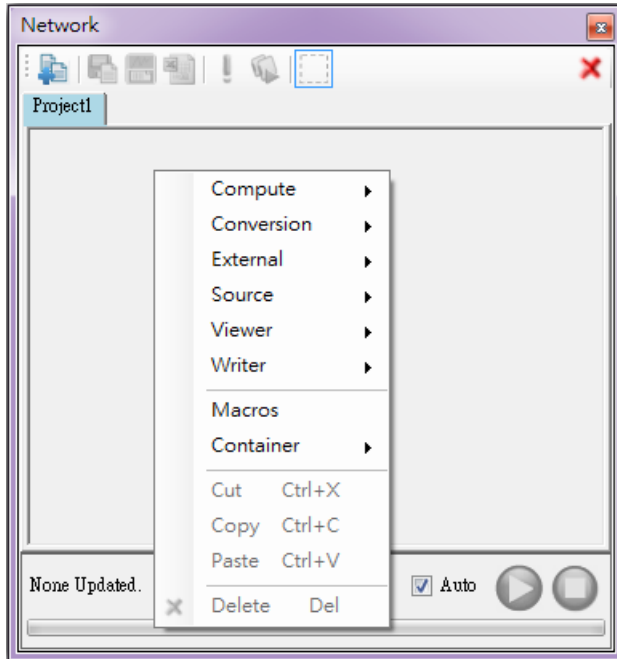 Network
Project1
Compute
Conversion
External
Source
Viewer
Writer
Macros
Container
Cut Ctrl+X
Copy Ctrl+C
Paste Ctrl+V
Delete Del
None Updated.
Auto